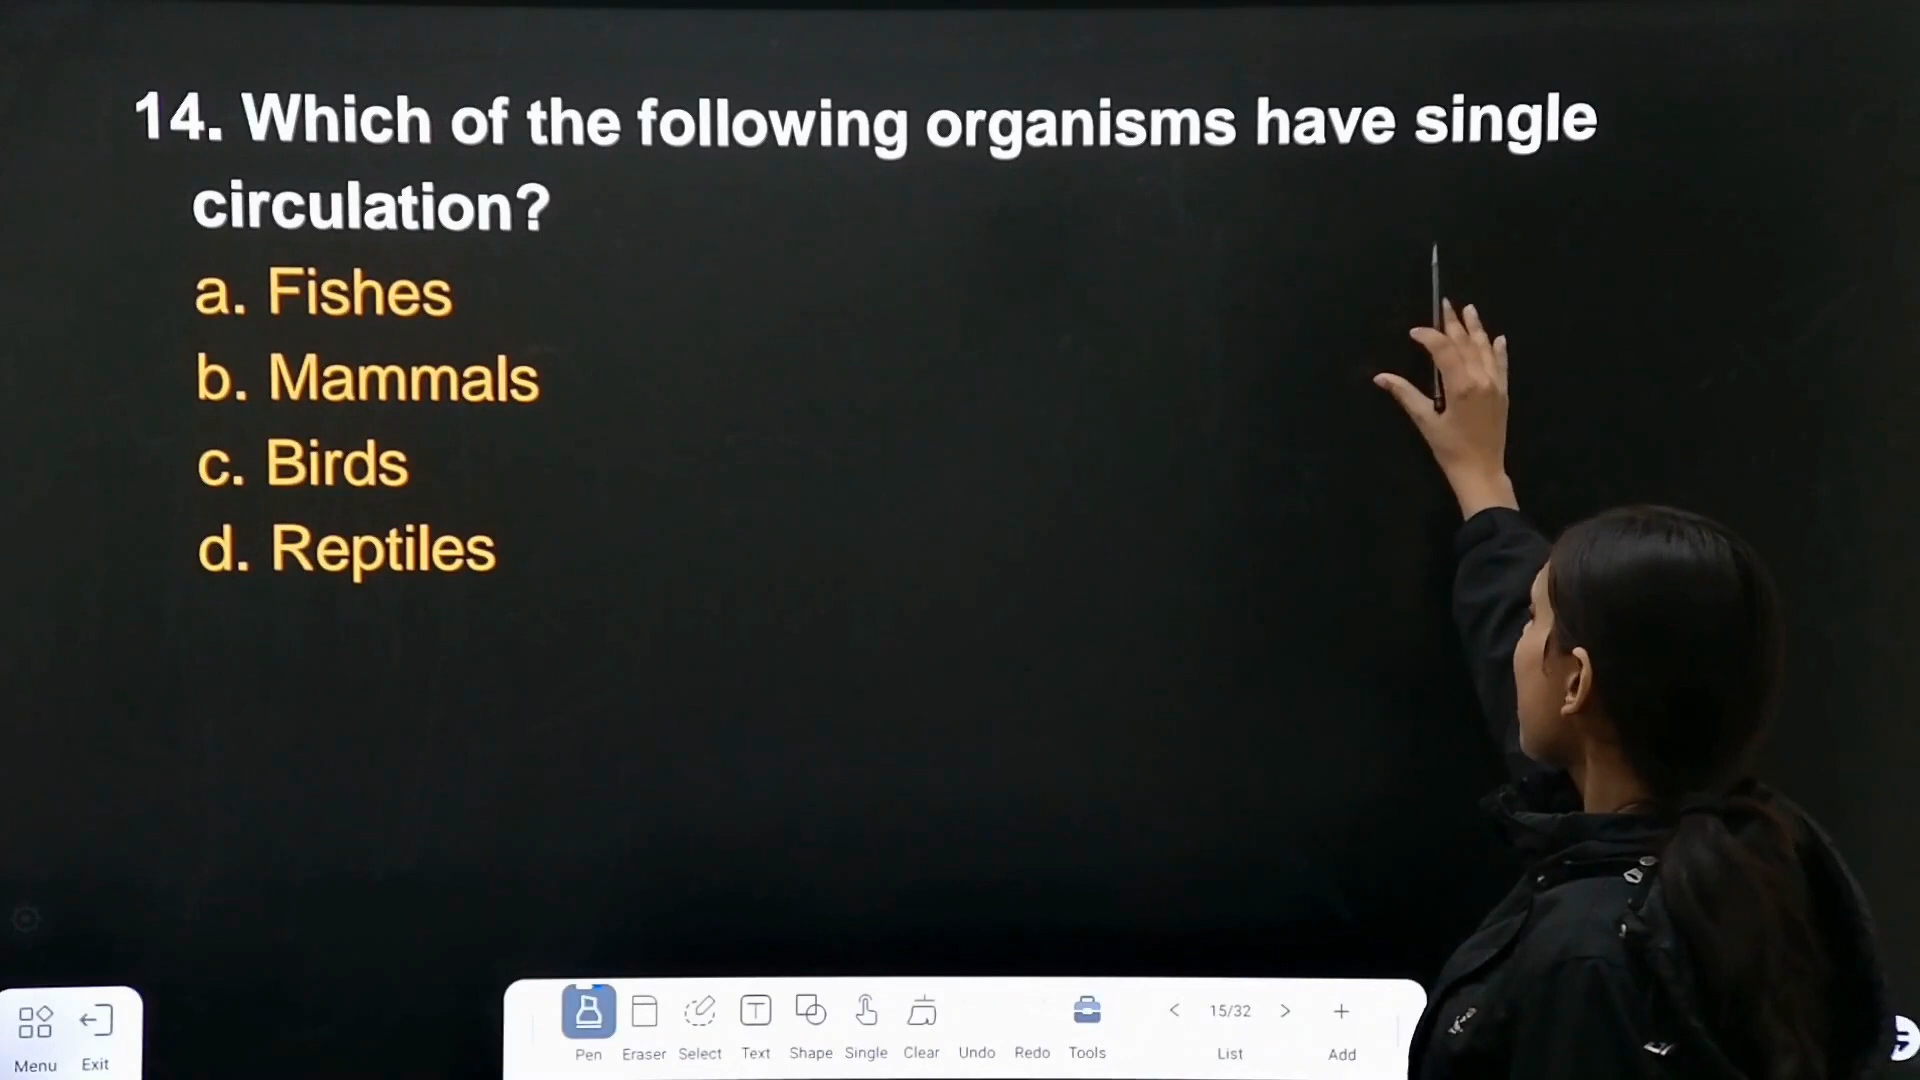 14. Which of the following organisms have single
circulation?
a. Fishes
b. Mammals
c. Birds
d. Reptiles
Menu Exit
Pen Eraser Select Text Shape Single Clear Undo Redo Tools < 15/32 > List + Add